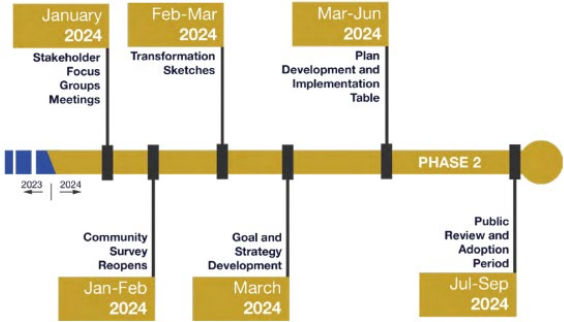 January
2024
Stakeholder
Focus
Groups
Meetings
Feb-Mar
2024
Transformation
Sketches
Mar-Jun
2024
Plan
Development and
Implementation
Table
PHASE 2
2023
2024
Community
Survey
Reopens
Jan-Feb
2024
Goal and
Strategy
Development
March
2024
Public
Review and
Adoption
Period
Jul-Sep
2024